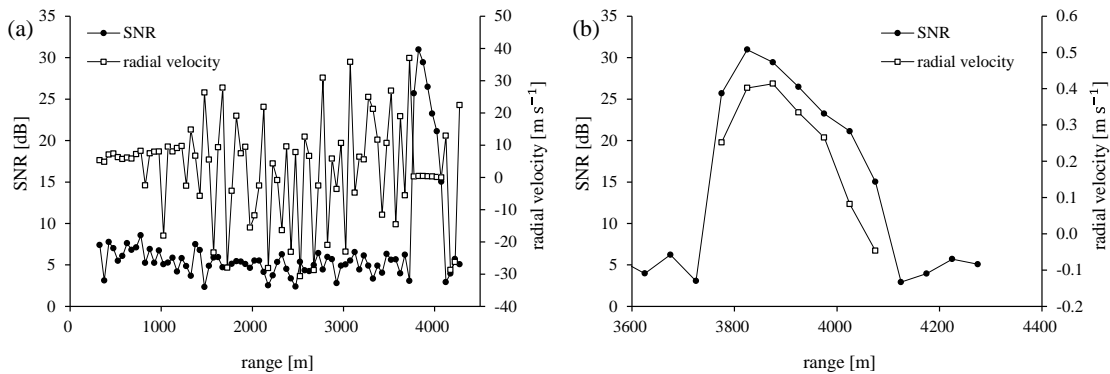 (a)
SNR
radial velocity
SNR [dB]
35
30
25
20
15
10
5
0
radial velocity [m s−1]
50
40
30
20
10
0
-10
-20
-30
-40
0 1000 2000 3000 4000
range [m]
(b)
SNR
radial velocity
SNR [dB]
35
30
25
20
15
10
5
0
radial velocity [m s−1]
0.6
0.5
0.4
0.3
0.2
0.1
0.0
-0.1
-0.2
3600 3800 4000 4200 4400
range [m]